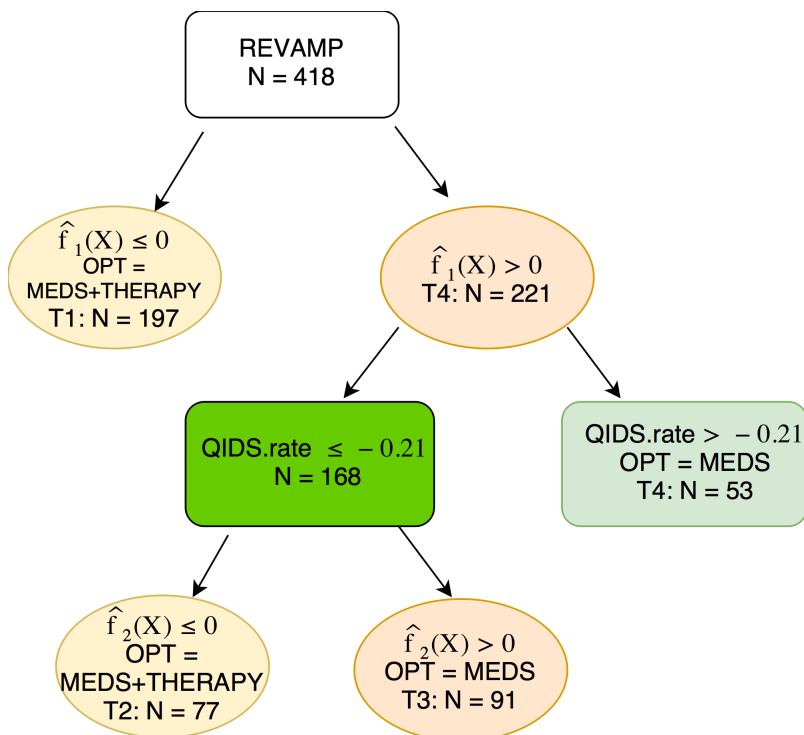 REVAMP
N = 418
f̂₁(X) ≤ 0
OPT =
MEDS+THERAPY
T1: N = 197
f̂₁(X) > 0
T4: N = 221
QIDS.rate ≤ − 0.21
N = 168
QIDS.rate > − 0.21
OPT = MEDS
T4: N = 53
f̂₂(X) ≤ 0
OPT =
MEDS+THERAPY
T2: N = 77
f̂₂(X) > 0
OPT = MEDS
T3: N = 91